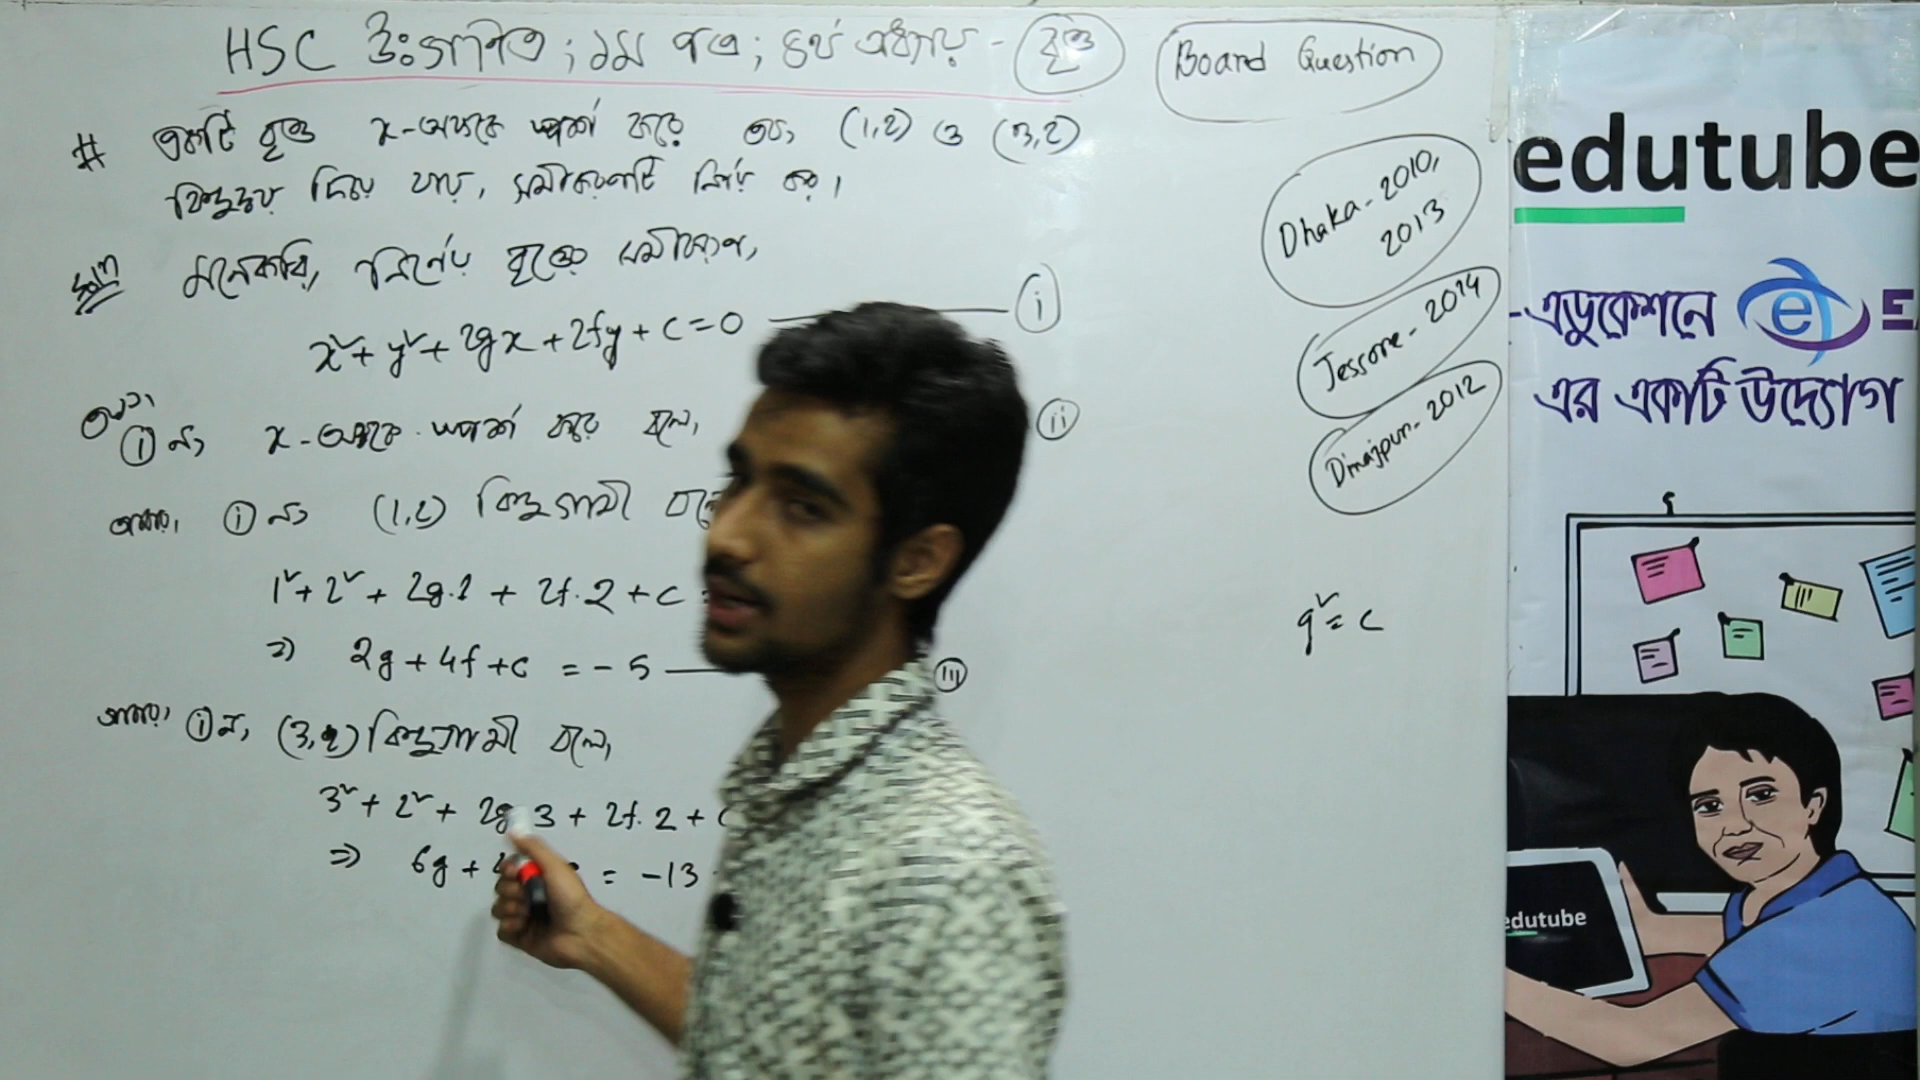 HSC উঃগণিত ; ১ম পত্র ; ৪র্থ অধ্যায় - বৃত্ত
Board Question
# একটি বৃত্ত x-অক্ষকে স্পর্শ করে এবং (1,2) ও (3,2)
বিন্দুদ্বয় দিয়ে যায়, সমীকরণটি নির্ণয় কর।
Dhaka - 2010,
2013
Jessore - 2014
Dinajpur - 2012
মনেকরি, নির্ণেয় বৃত্তের সমীকরণ,
x²+ y²+ 2gx + 2fy + c = 0 i
i নং x-অক্ষকে স্পর্শ করে বলে, ii
আবার, i নং (1,2) বিন্দুগামী বলে
1²+ 2² + 2g.1 + 2f.2 + c
⇒ 2g + 4f + c = - 5 iii
আবার, i নং (3,2) বিন্দুগামী বলে,
3²+ 2² + 2g.3 + 2f.2 +
⇒ 6g + = -13
g² = c
edutube
-এডুকেশনে
এর একটি উদ্যোগ
edutube